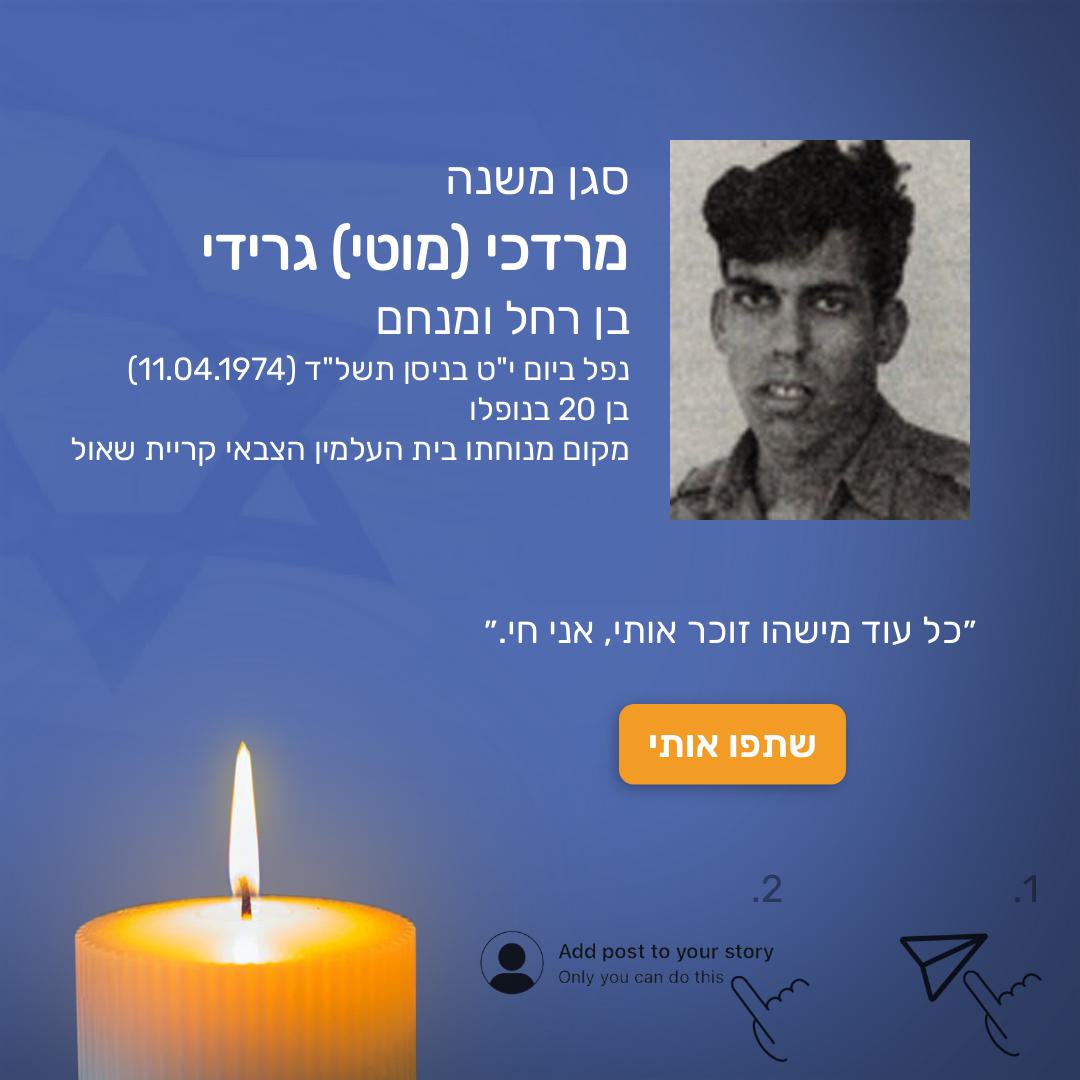 סגן משנה
מרדכי (מוטי) גרידי
בן רחל ומנחם
נפל ביום י"ט בניסן תשל"ד (11.04.1974)
בן 20 בנופלו
מקום מנוחתו בית העלמין הצבאי קריית שאול
״כל עוד מישהו זוכר אותי, אני חי.״
שתפו אותי
.1
.2
Add post to your story
Only you can do this